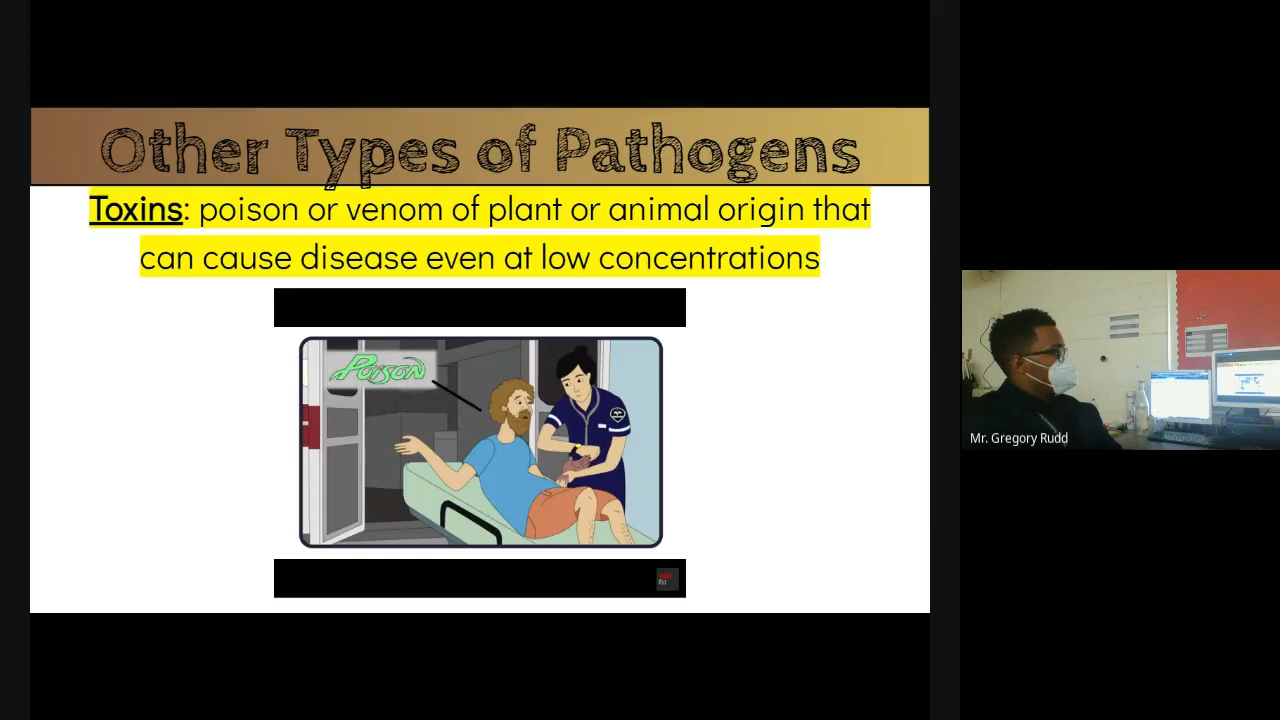 Other Types of Pathogens
Toxins: poison or venom of plant or animal origin that
can cause disease even at low concentrations
Poison
Mr. Gregory Rudd